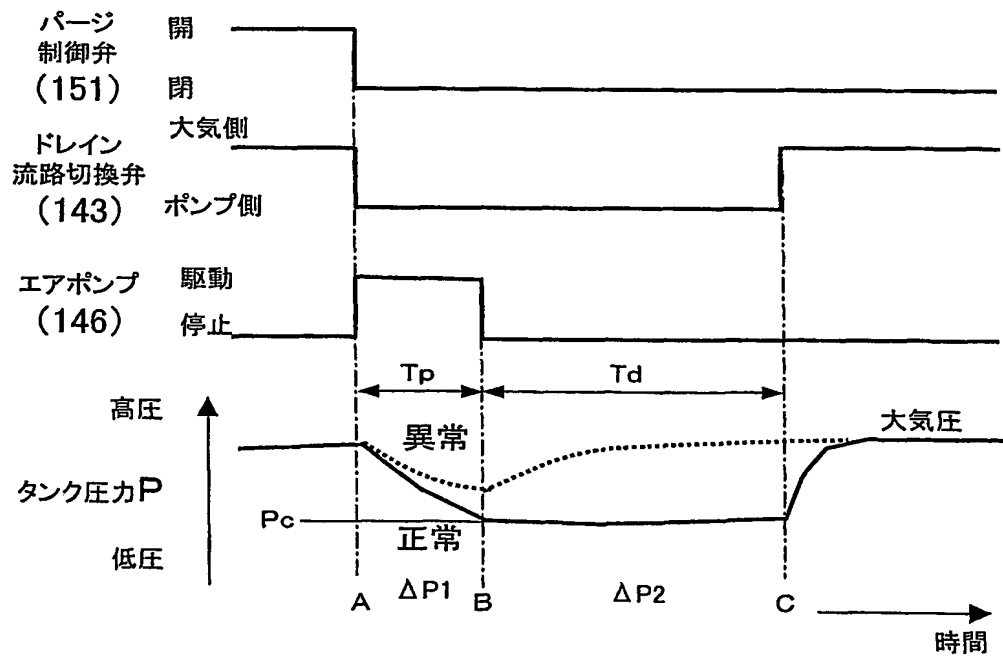 パージ
制御弁
(151)
開
閉
ドレイン
流路切換弁
(143)
大気側
ポンプ側
エアポンプ
(146)
駆動
停止
Tp
Td
高圧
タンク圧力P
低圧
異常
正常
Pc
大気圧
A
ΔP1
B
ΔP2
C
時間